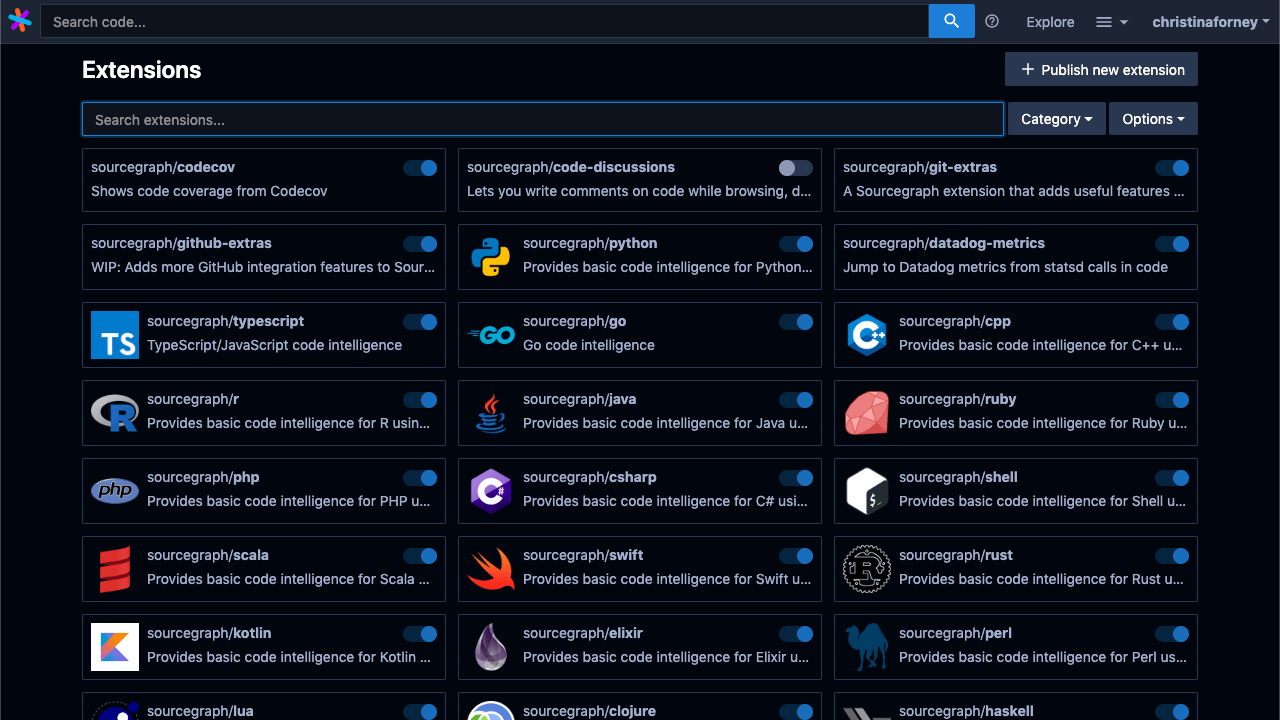 Search code...
Explore
christinaforney
Extensions
+ Publish new extension
Search extensions...
Category
Options
sourcegraph/codecov
Shows code coverage from Codecov
sourcegraph/code-discussions
Lets you write comments on code while browsing, d...
sourcegraph/git-extras
A Sourcegraph extension that adds useful features ...
sourcegraph/github-extras
WIP: Adds more GitHub integration features to Sour...
sourcegraph/python
Provides basic code intelligence for Python...
sourcegraph/datadog-metrics
Jump to Datadog metrics from statsd calls in code
TS
sourcegraph/typescript
TypeScript/JavaScript code intelligence
GO
sourcegraph/go
Go code intelligence
C++
sourcegraph/cpp
Provides basic code intelligence for C++ u...
R
sourcegraph/r
Provides basic code intelligence for R usin...
sourcegraph/java
Provides basic code intelligence for Java u...
sourcegraph/ruby
Provides basic code intelligence for Ruby u...
php
sourcegraph/php
Provides basic code intelligence for PHP u...
C#
sourcegraph/csharp
Provides basic code intelligence for C# usi...
$
sourcegraph/shell
Provides basic code intelligence for Shell u...
sourcegraph/scala
Provides basic code intelligence for Scala ...
sourcegraph/swift
Provides basic code intelligence for Swift u...
R
sourcegraph/rust
Provides basic code intelligence for Rust u...
sourcegraph/kotlin
Provides basic code intelligence for Kotlin ...
sourcegraph/elixir
Provides basic code intelligence for Elixir u...
sourcegraph/perl
Provides basic code intelligence for Perl us...
sourcegraph/lua
sourcegraph/clojure
sourcegraph/haskell